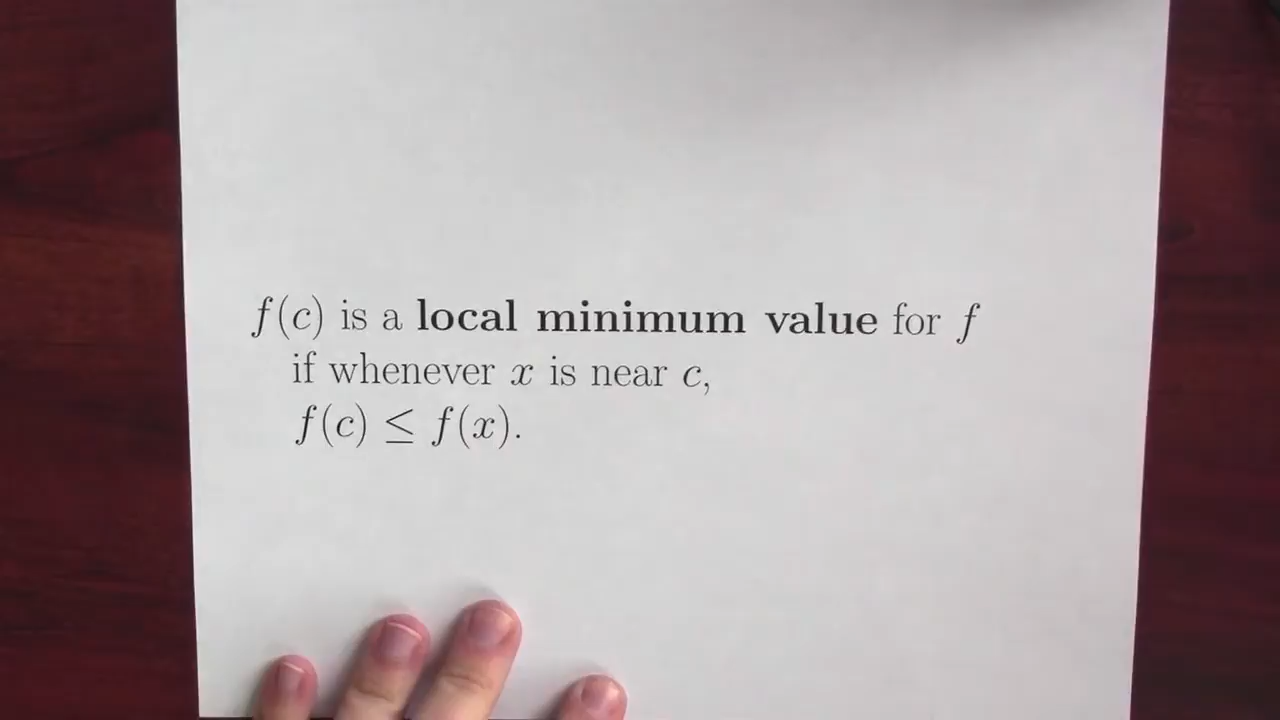 f(c) is a local minimum value for f
if whenever x is near c,
f(c) ≤ f(x).